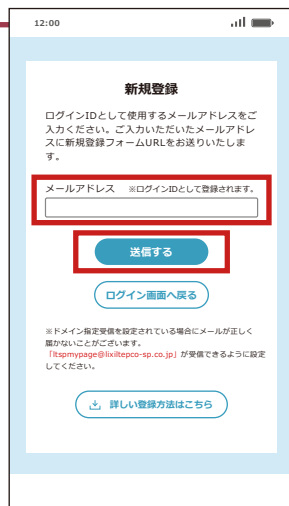 12:00
新規登録
ログインIDとして使用するメールアドレスをご
入力ください。ご入力いただいたメールアドレ
スに新規登録フォームURLをお送りいたしま
す。
メールアドレス ※ログインIDとして登録されます。
送信する
ログイン画面へ戻る
※ドメイン指定受信を設定されている場合にメールが正しく
届かないことがございます。
「ltspmypage@lixiltepco-sp.co.jp」が受信できるように設定
してください。
詳しい登録方法はこちら